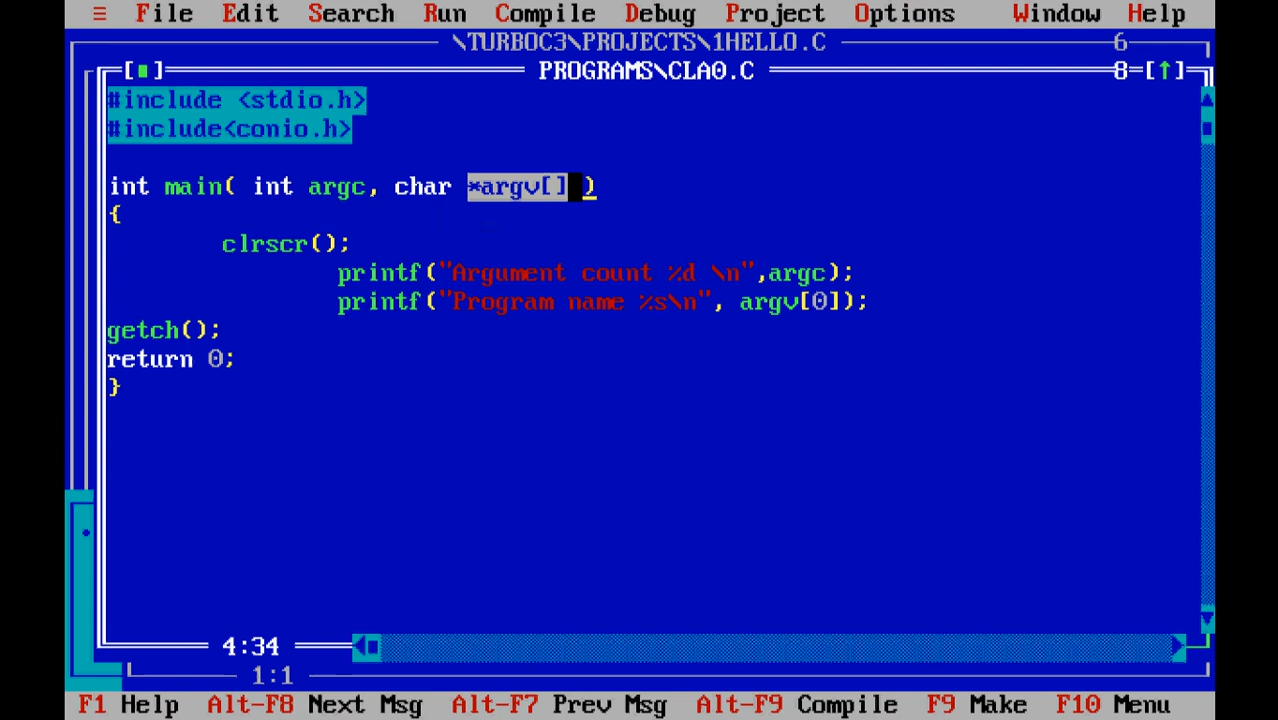 ≡ File Edit Search Run Compile Debug Project Options Window Help
\TURBOC3\PROJECTS\1HELLO.C 6
[■] PROGRAMS\CLA0.C 8=[↑]
#include <stdio.h>
#include<conio.h>
int main( int argc, char *argv[] )
{
clrscr();
printf("Argument count %d \n",argc);
printf("Program name %s\n", argv[0]);
getch();
return 0;
}
4:34
1:1
F1 Help Alt-F8 Next Msg Alt-F7 Prev Msg Alt-F9 Compile F9 Make F10 Menu